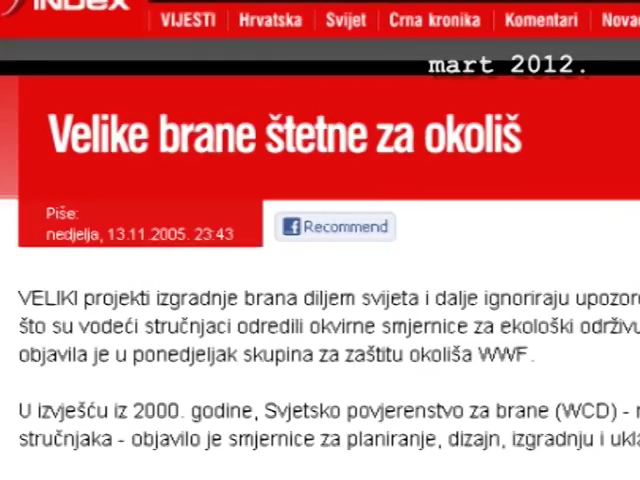 INDEX
VIJESTI Hrvatska Svijet Crna kronika Komentari
mart 2012.
Velike brane štetne za okoliš
Piše:
nedjelja, 13.11.2005. 23:43
Recommend
VELIKI projekti izgradnje brana diljem svijeta i dalje ignoriraju
što su vodeći stručnjaci odredili okvirne smjernice za ekološki
objavila je u ponedjeljak skupina za zaštitu okoliša WWF.
U izvješću iz 2000. godine, Svjetsko povjerenstvo za brane (WCD) -
stručnjaka - objavilo je smjernice za planiranje, dizajn, izgradnju i